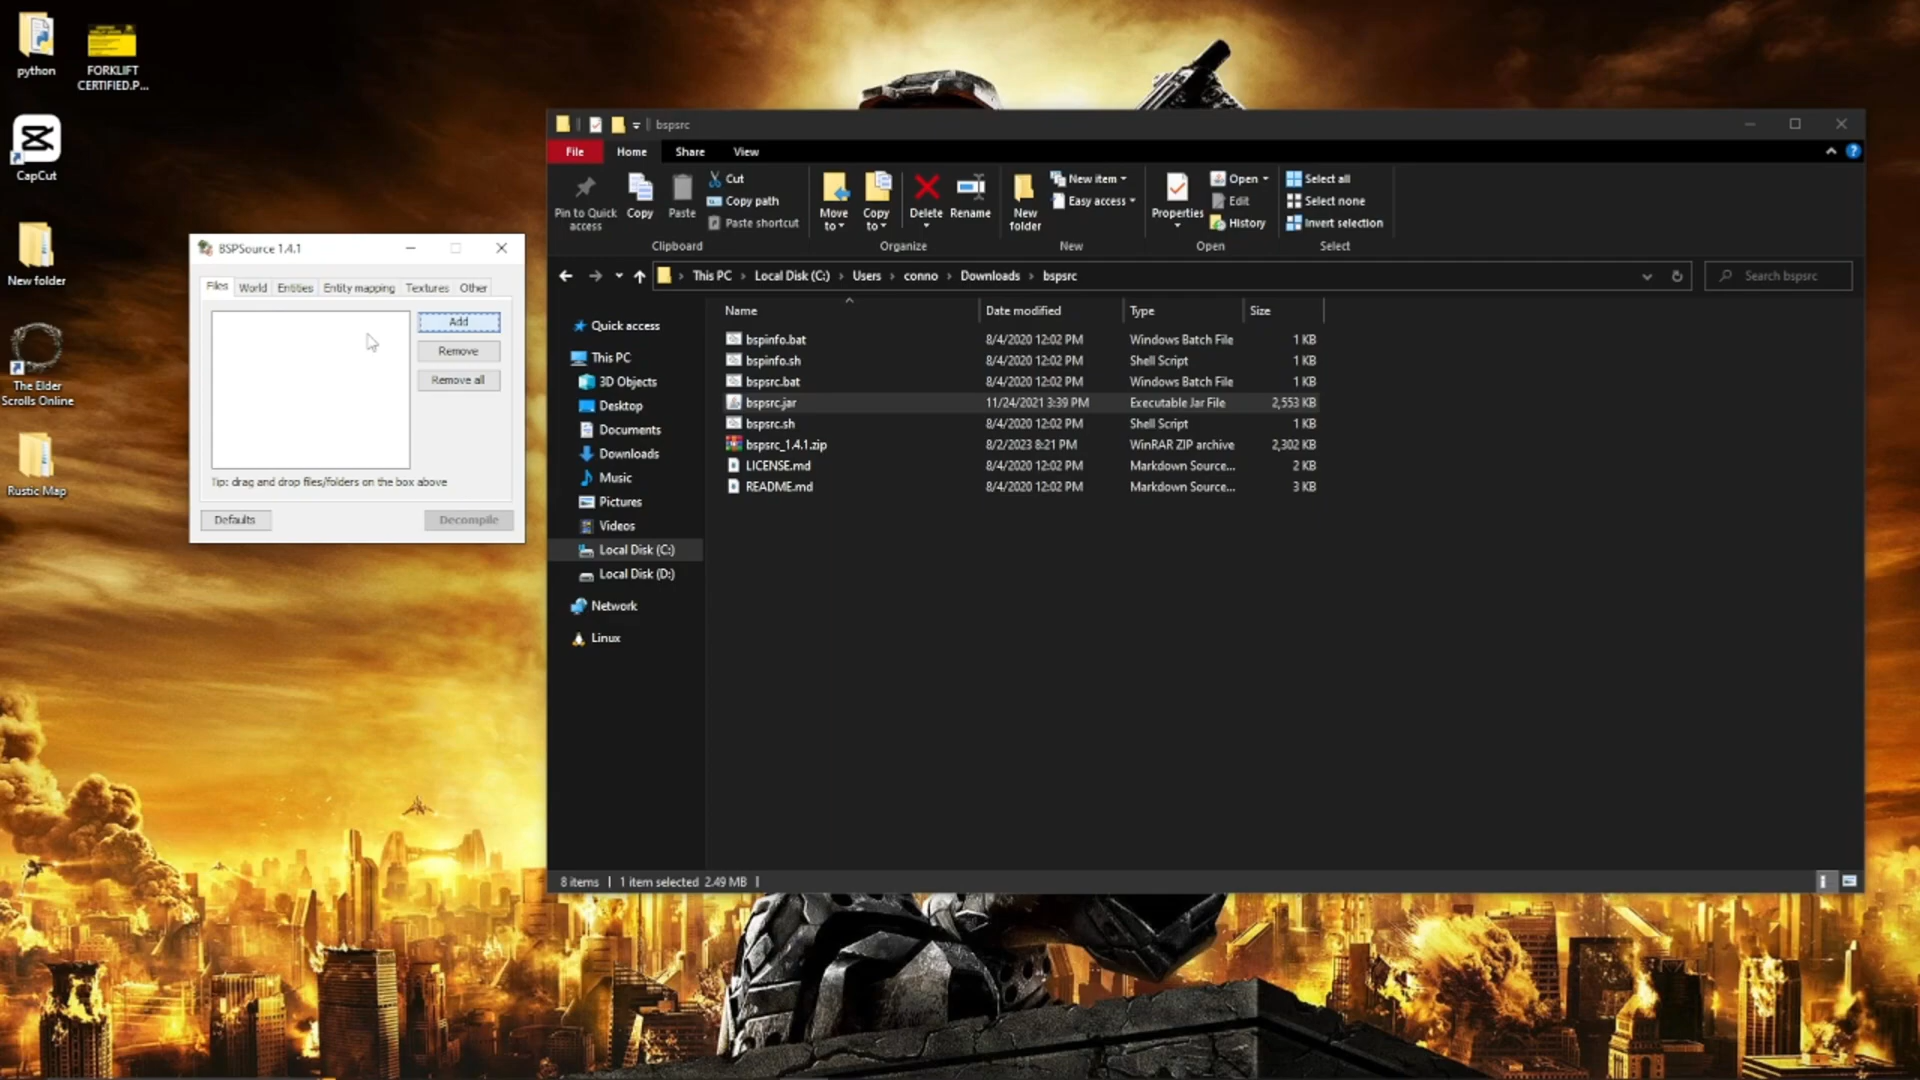 python
FORKLIFT
CERTIFIED.P...
CapCut
New folder
The Elder
Scrolls Online
Rustic Map
BSPSource 1.4.1
Files World Entities Entity mapping Textures Other
Add
Remove
Remove all
Tip: drag and drop files/folders on the box above
Defaults Decompile
bspsrc
File Home Share View
Pin to Quick
access
Copy
Paste
Cut
Copy path
Paste shortcut
Clipboard
Move
to
Copy
to
Delete
Rename
Organize
New
folder
New item
Easy access
New
Properties
Open
Edit
History
Open
Select all
Select none
Invert selection
Select
This PC Local Disk (C:) Users conno Downloads bspsrc
Search bspsrc
Quick access
This PC
3D Objects
Desktop
Documents
Downloads
Music
Pictures
Videos
Local Disk (C:)
Local Disk (D:)
Network
Linux
Name Date modified Type Size
bspinfo.bat 8/4/2020 12:02 PM Windows Batch File 1 KB
bspinfo.sh 8/4/2020 12:02 PM Shell Script 1 KB
bspsrc.bat 8/4/2020 12:02 PM Windows Batch File 1 KB
bspsrc.jar 11/24/2021 3:39 PM Executable Jar File 2,553 KB
bspsrc.sh 8/4/2020 12:02 PM Shell Script 1 KB
bspsrc_1.4.1.zip 8/2/2023 8:21 PM WinRAR ZIP archive 2,302 KB
LICENSE.md 8/4/2020 12:02 PM Markdown Source... 2 KB
README.md 8/4/2020 12:02 PM Markdown Source... 3 KB
8 items 1 item selected 2.49 MB